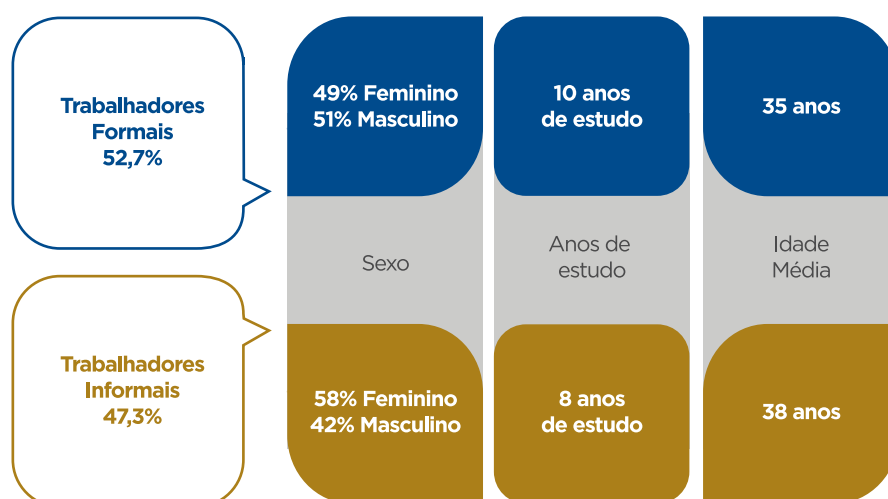 Trabalhadores
Formais
52,7%
49% Feminino
51% Masculino
10 anos
de estudo
35 anos
Sexo
Anos de
estudo
Idade
Média
Trabalhadores
Informais
47,3%
58% Feminino
42% Masculino
8 anos
de estudo
38 anos